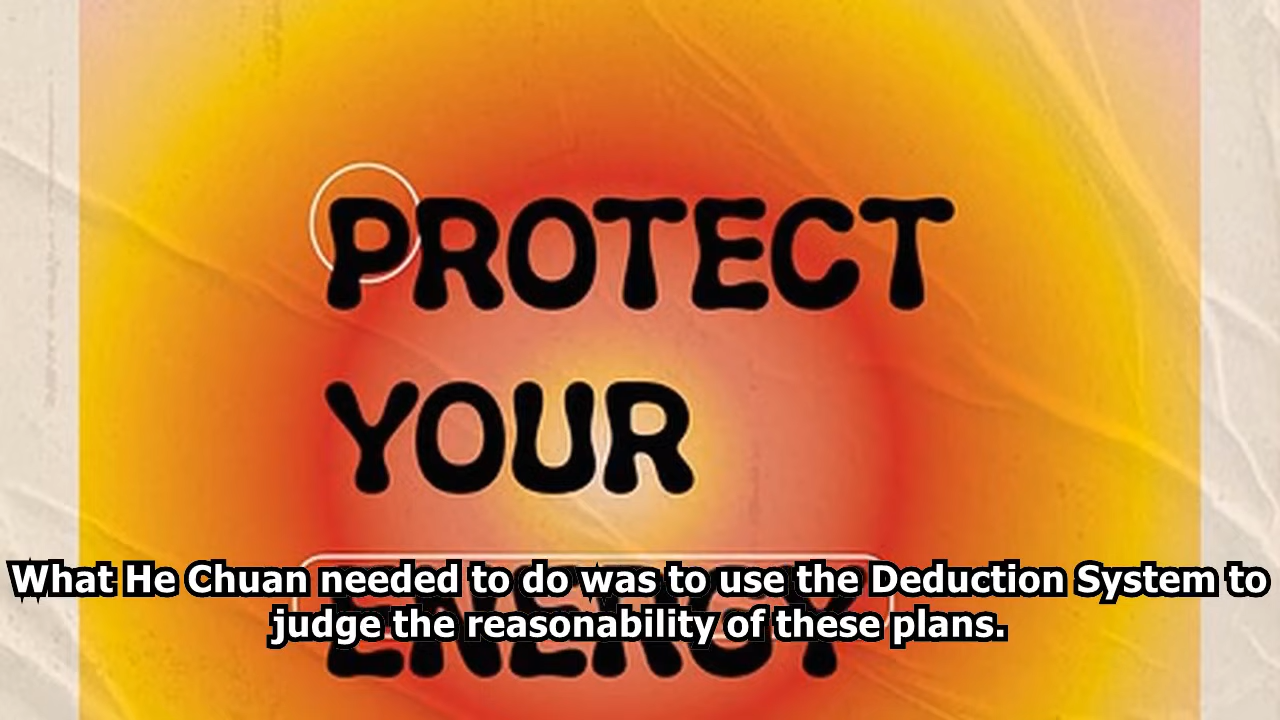 PROTECT
YOUR
ENERGY
What He Chuan needed to do was to use the Deduction System to
judge the reasonability of these plans.